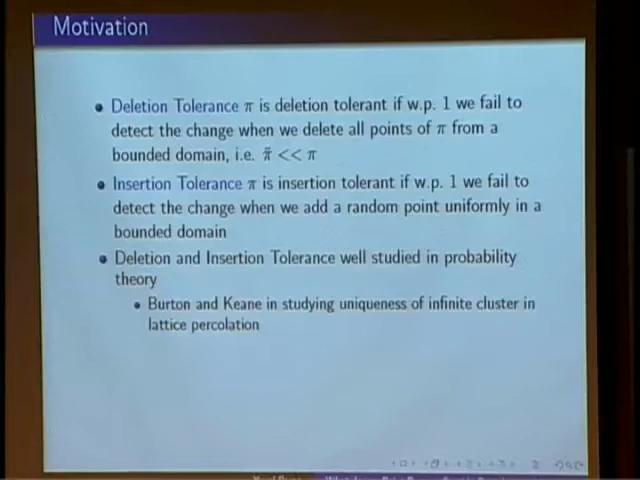 Motivation
Deletion Tolerance π is deletion tolerant if w.p. 1 we fail to
detect the change when we delete all points of π from a
bounded domain, i.e. π̃ << π
Insertion Tolerance π is insertion tolerant if w.p. 1 we fail to
detect the change when we add a random point uniformly in a
bounded domain
Deletion and Insertion Tolerance well studied in probability
theory
Burton and Keane in studying uniqueness of infinite cluster in
lattice percolation